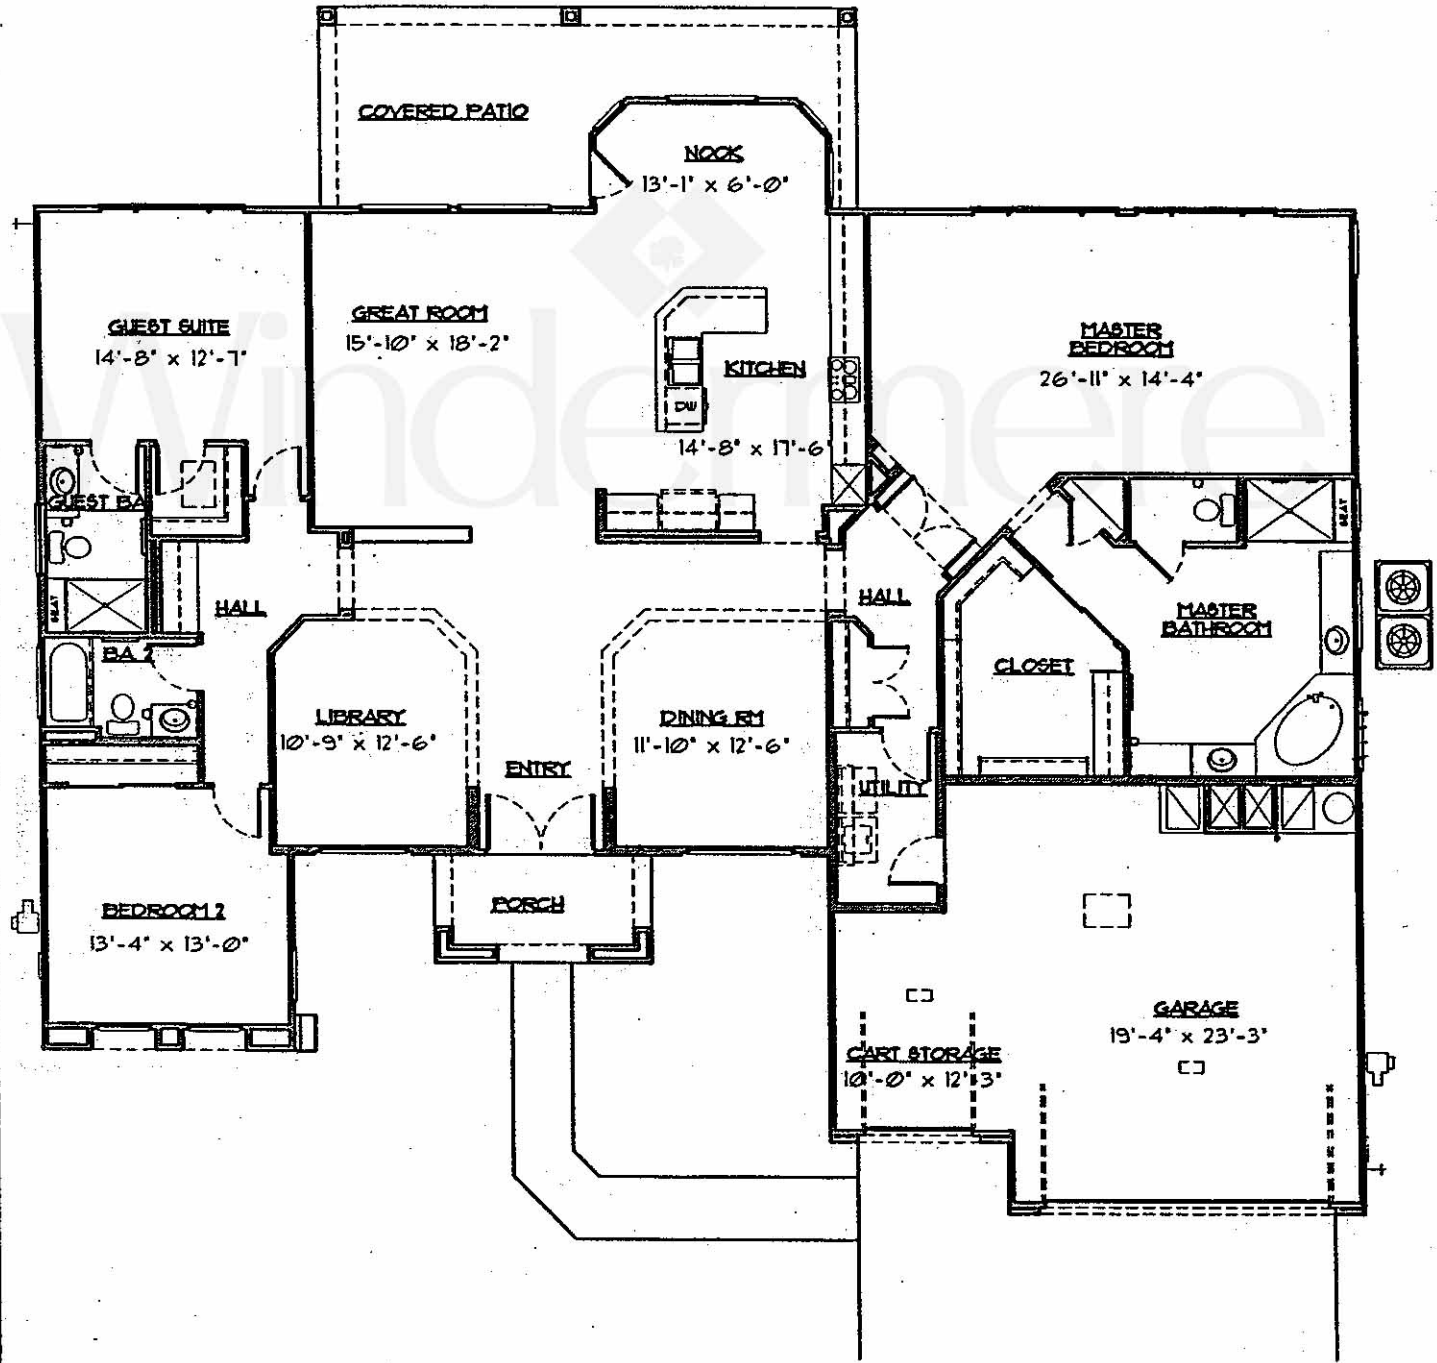 COVERED PATIO
NOOK
13'-1" x 6'-0"
GUEST SUITE
14'-8" x 12'-7"
GREAT ROOM
15'-10" x 18'-2"
KITCHEN
DW
14'-8" x 17'-6
MASTER
BEDROOM
26'-11" x 14'-4"
Windermere
GUEST BA
SEAT
SEAT
HALL
HALL
MASTER
BATHROOM
BA. 2
CLOSET
LIBRARY
10'-9" x 12'-6"
DINING RM
11'-10" x 12'-6"
ENTRY
UTILITY
BEDROOM 2
13'-4" x 13'-0"
PORCH
GARAGE
19'-4" x 23'-3"
CART STORAGE
10'-0" x 12'-3"